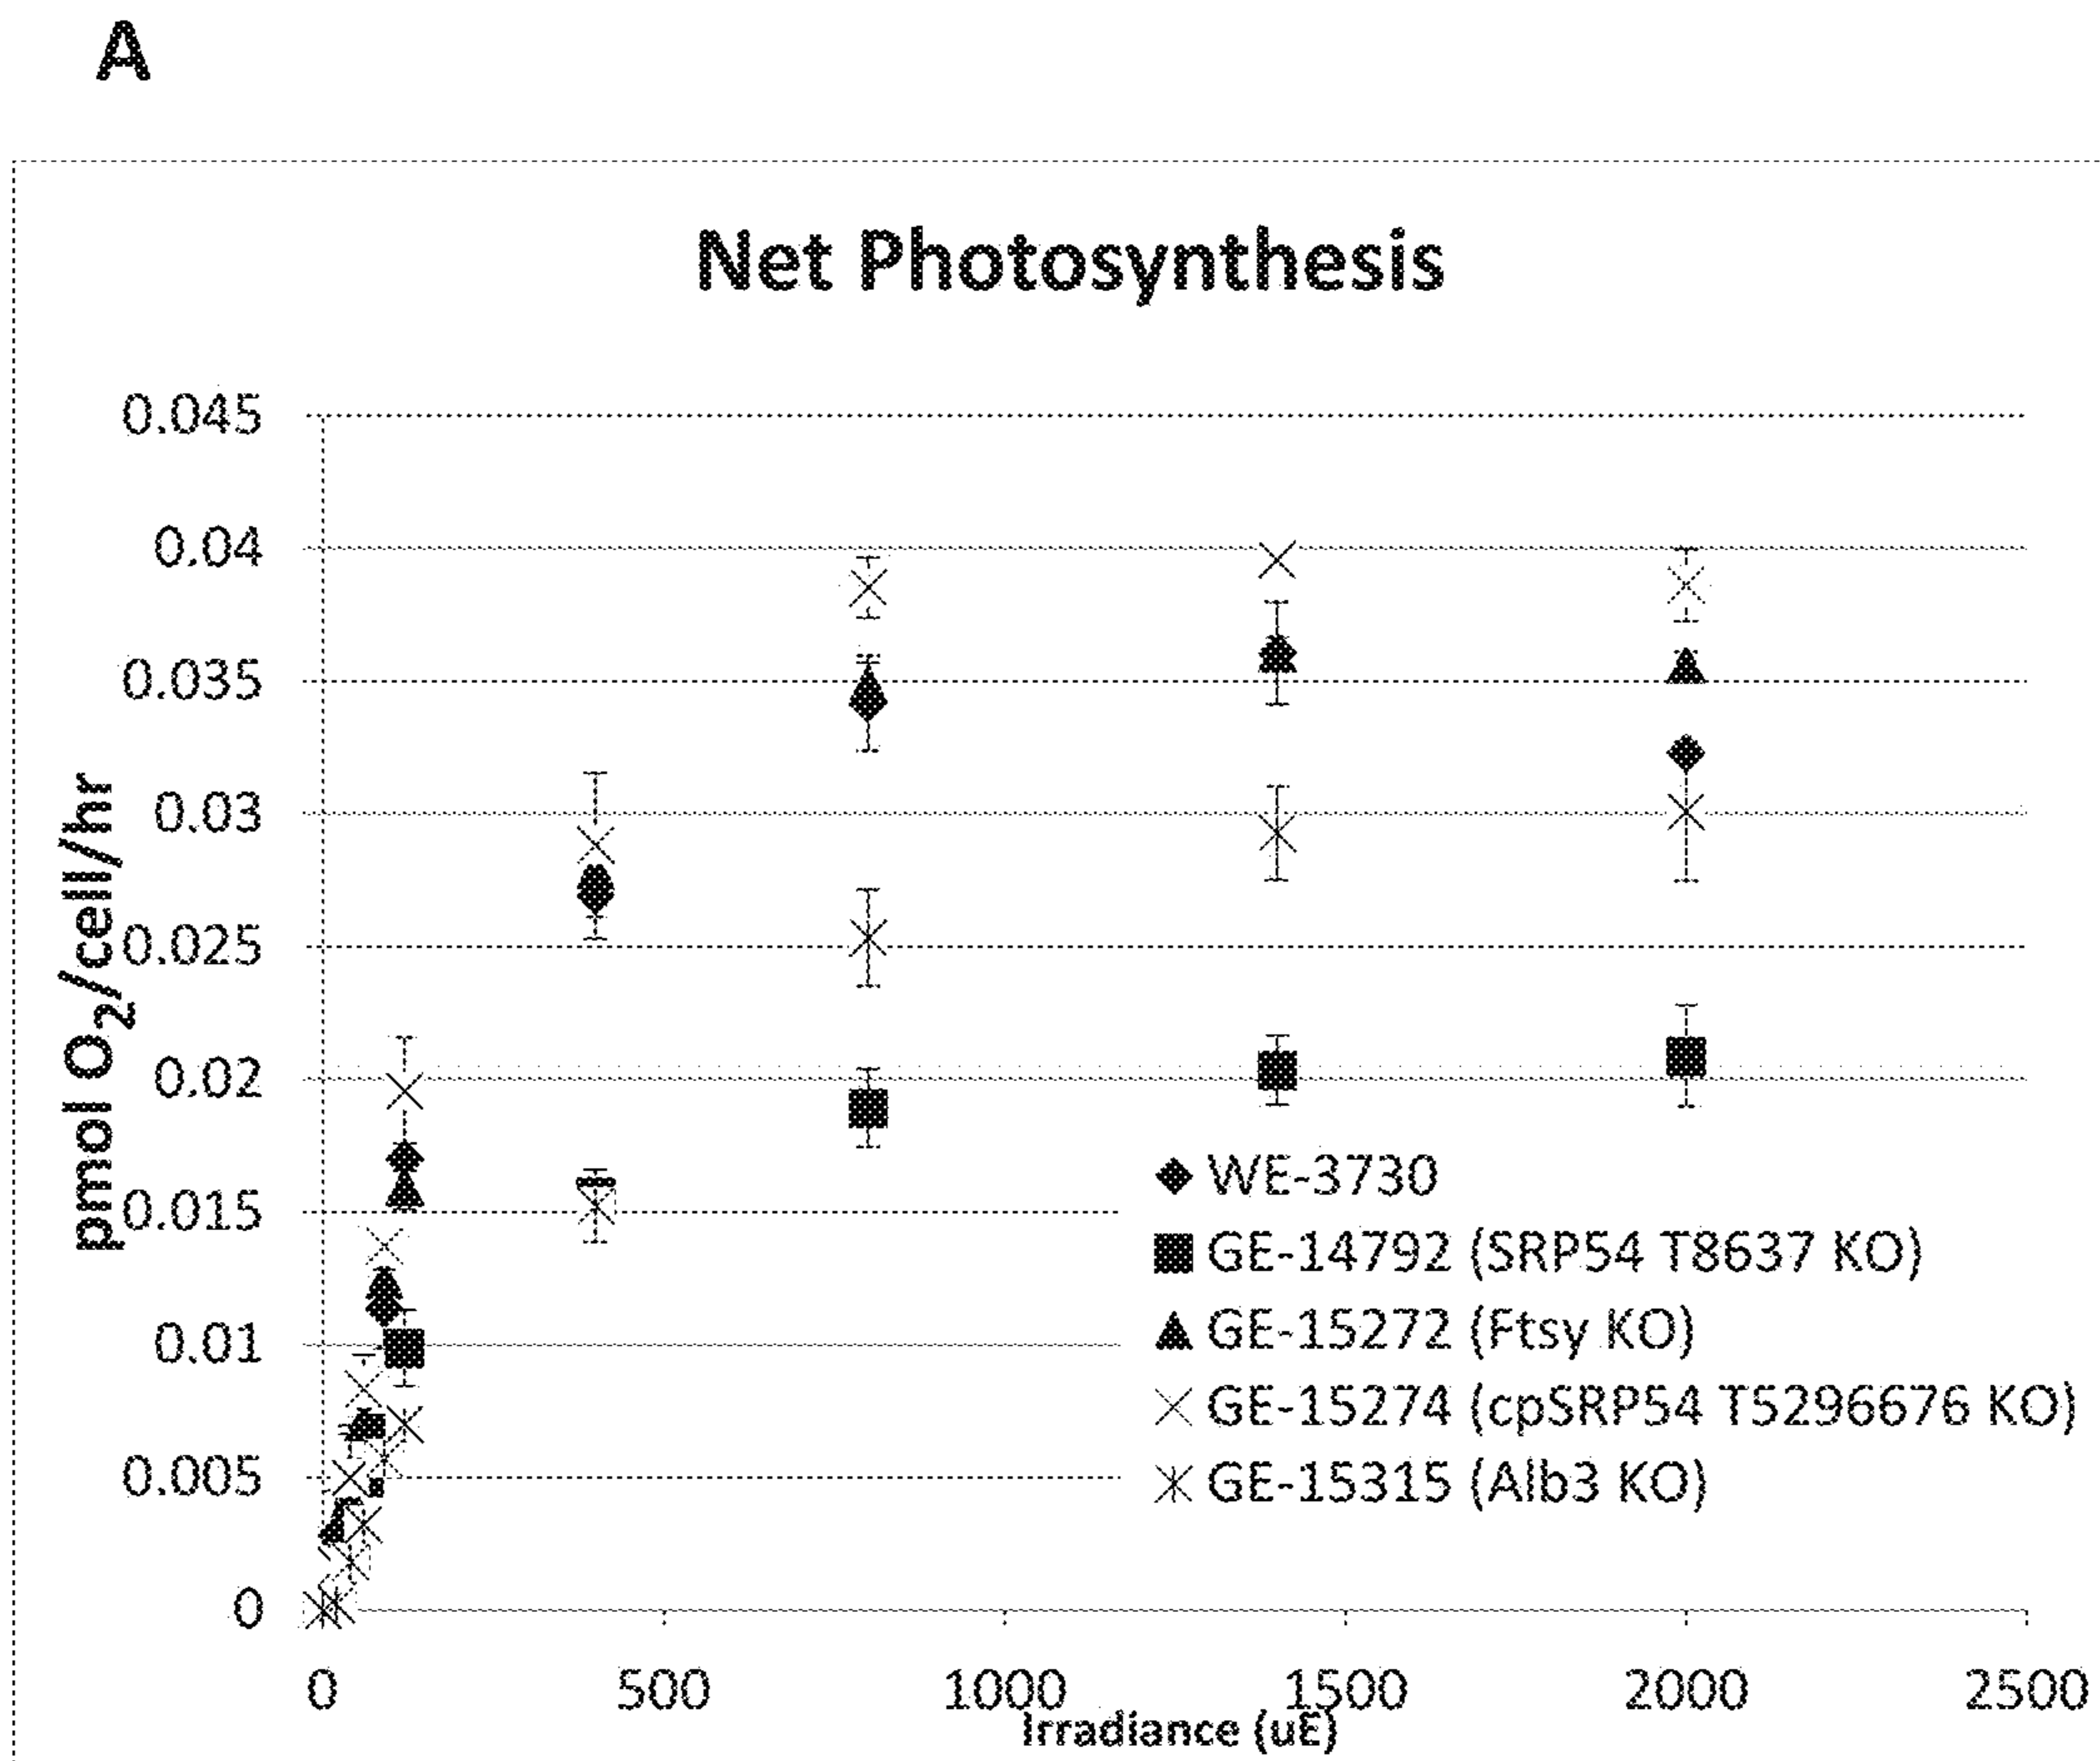 A
Net Photosynthesis
0.045
0.04
0.035
0.03
0.025
0.02
0.015
0.01
0.005
0
pmol O2/cell/hr
WE-3730
GE-14792 (SRP54 T8637 KO)
GE-15272 (Ftsy KO)
GE-15274 (cpSRP54 T5296676 KO)
GE-15315 (Alb3 KO)
0 500 1000 1500 2000 2500
Irradiance (uE)